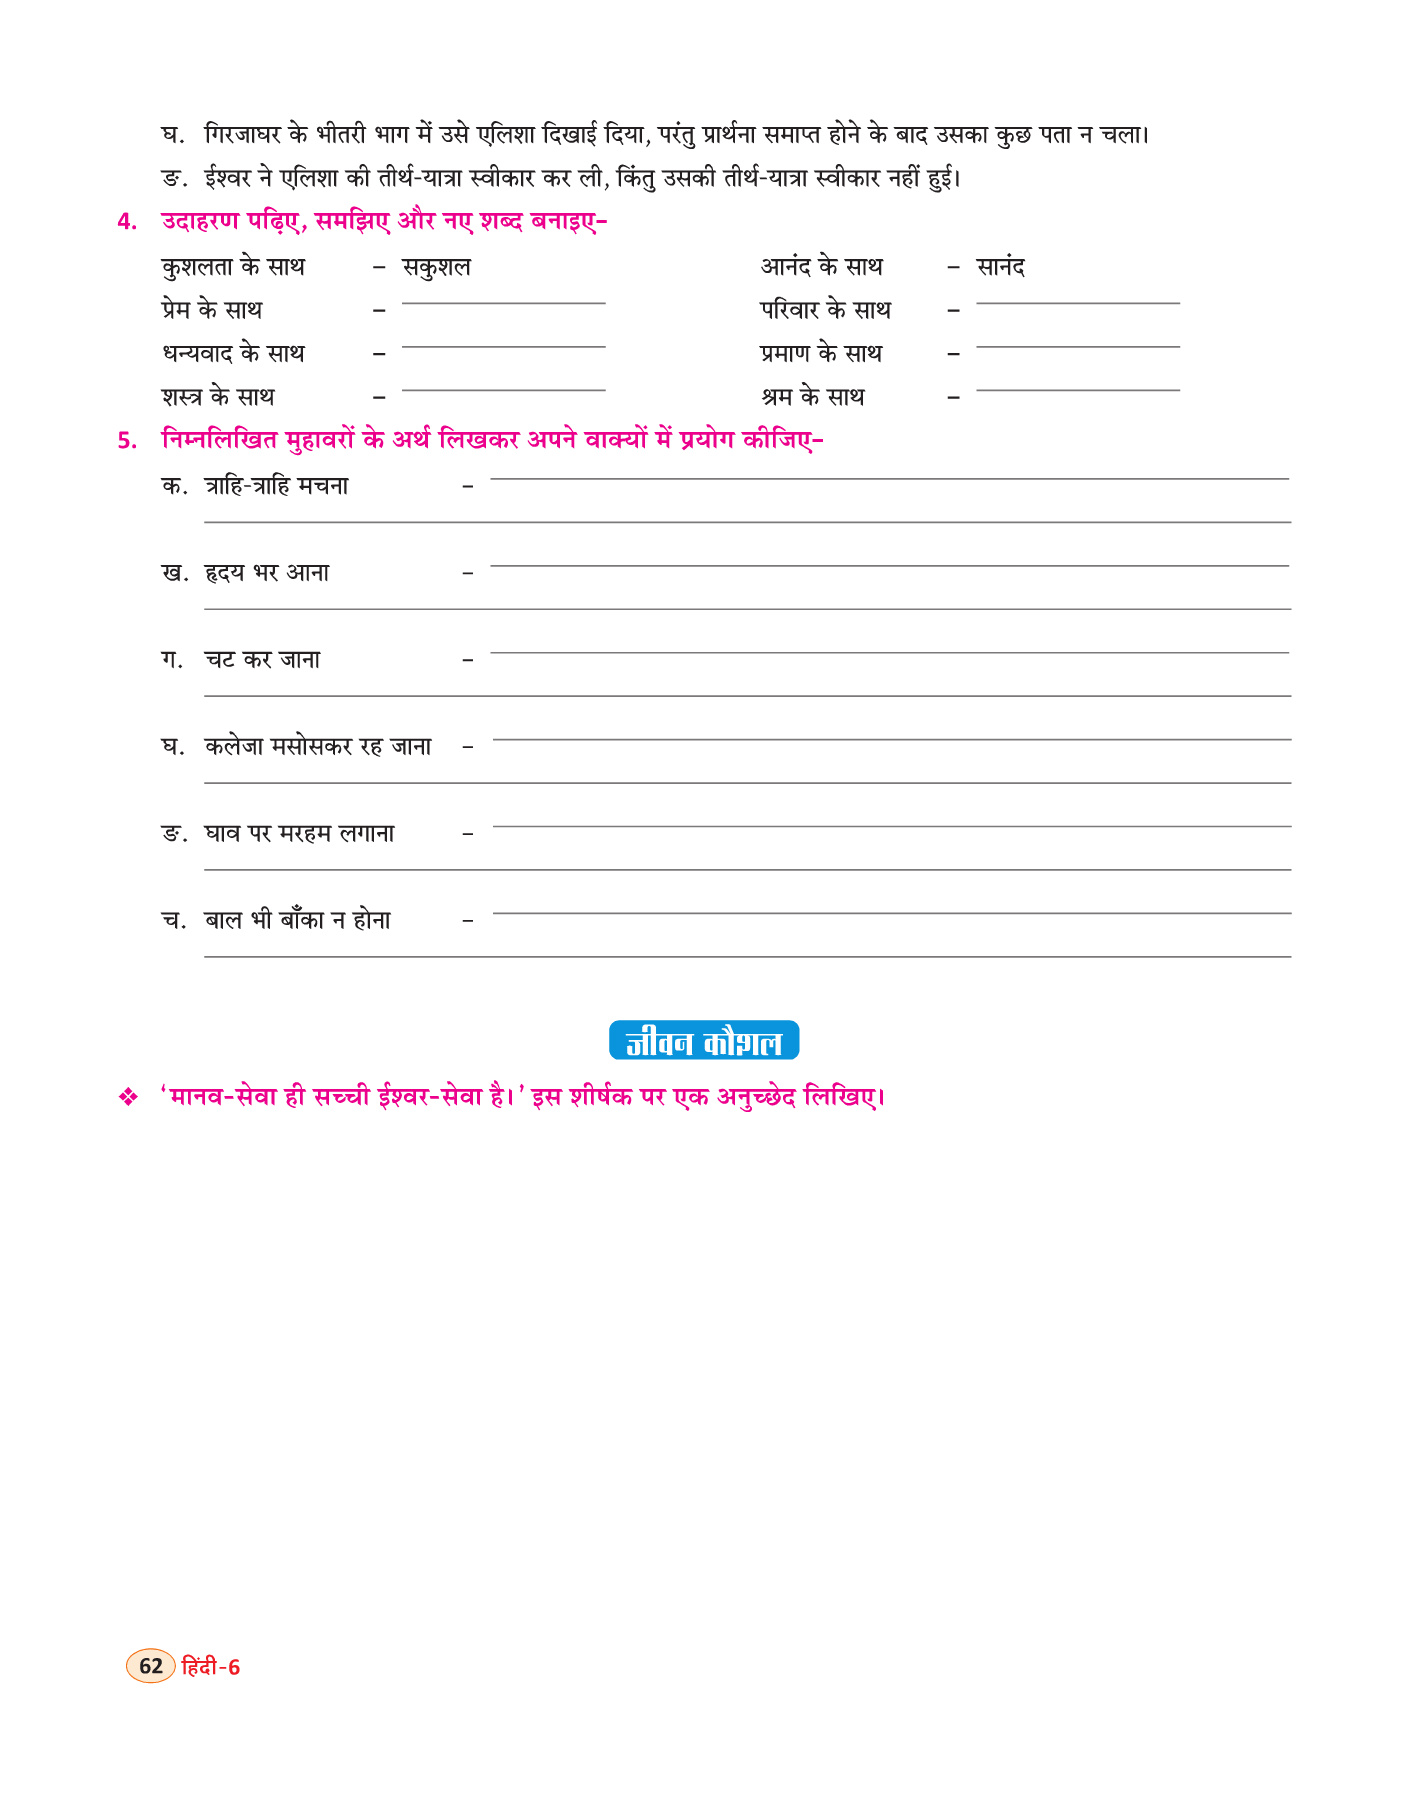 घ. गिरजाघर के भीतरी भाग में उसे एलिशा दिखाई दिया, परंतु प्रार्थना समाप्त होने के बाद उसका कुछ पता न चला।
ङ. ईश्वर ने एलिशा की तीर्थ-यात्रा स्वीकार कर ली, किंतु उसकी तीर्थ-यात्रा स्वीकार नहीं हुई।
4. उदाहरण पढ़िए, समझिए और नए शब्द बनाइए–
कुशलता के साथ – सकुशल आनंद के साथ – सानंद
प्रेम के साथ – परिवार के साथ –
धन्यवाद के साथ – प्रमाण के साथ –
शस्त्र के साथ – श्रम के साथ –
5. निम्नलिखित मुहावरों के अर्थ लिखकर अपने वाक्यों में प्रयोग कीजिए–
क. त्राहि-त्राहि मचना –
ख. हृदय भर आना –
ग. चट कर जाना –
घ. कलेजा मसोसकर रह जाना –
ङ. घाव पर मरहम लगाना –
च. बाल भी बाँका न होना –
जीवन कौशल
❖ ‘मानव-सेवा ही सच्ची ईश्वर-सेवा है।’ इस शीर्षक पर एक अनुच्छेद लिखिए।
62 हिंदी-6